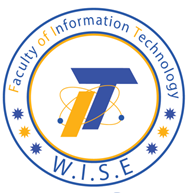 Faculty of Information Technology
IT
W.I.S.E